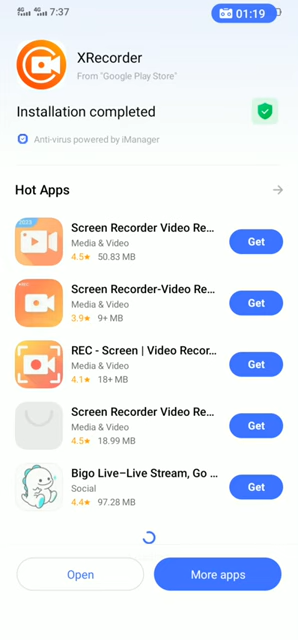 4G 4G 7:37
01:19
XRecorder
From "Google Play Store"
Installation completed
Anti-virus powered by iManager
Hot Apps
2023
Screen Recorder Video Re...
Media & Video
4.5★ 50.83 MB
Get
REC
Screen Recorder-Video Re...
Media & Video
3.9★ 9+ MB
Get
REC - Screen | Video Recor...
Media & Video
4.1★ 18+ MB
Get
Screen Recorder Video Re...
Media & Video
4.5★ 18.99 MB
Get
Bigo Live–Live Stream, Go ...
Social
4.4★ 97.28 MB
Get
Open
More apps